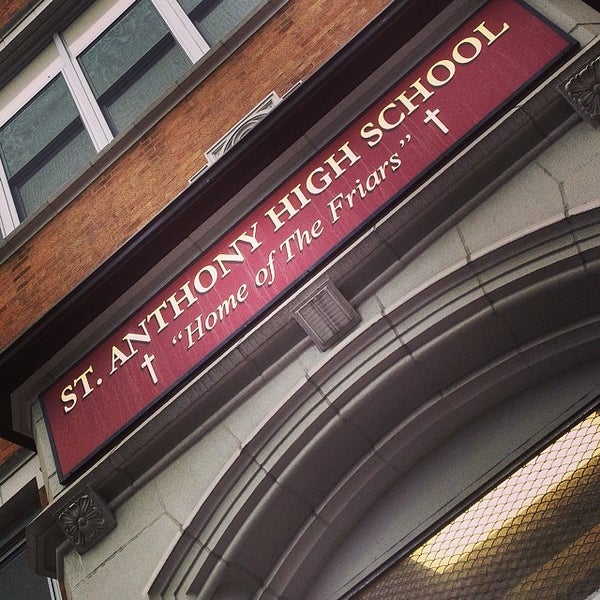 ST. ANTHONY HIGH SCHOOL
"Home of The Friars"